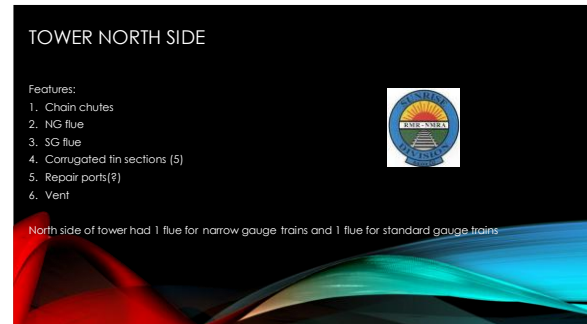 TOWER NORTH SIDE
Features:
1. Chain chutes
2. NG flue
3. SG flue
4. Corrugated tin sections (5)
5. Repair ports(?)
6. Vent
North side of tower had 1 flue for narrow gauge trains and 1 flue for standard gauge trains
SUNRISE
RMR - NMRA
DIVISION